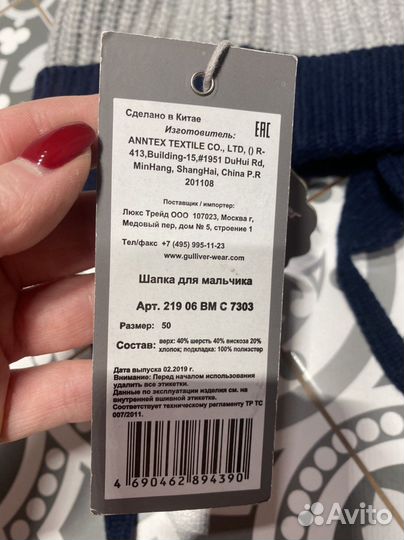 Сделано в Китае
EAC
Изготовитель:
ANNTEX TEXTILE CO., LTD, () R-
413,Building-15,#1951 DuHui Rd,
MinHang, ShangHai, China P.R
201108
Поставщик / импортер:
Люкс Трейд ООО 107023, Москва г,
Медовый пер, дом № 5, строение 1
Тел/факс +7 (495) 995-11-23
www.gulliver-wear.com
Шапка для мальчика
Арт. 219 06 BM C 7303
Размер: 50
Состав: верх: 40% шерсть 40% вискоза 20%
хлопок; подкладка: 100% полиэстер
Дата выпуска 02.2019 г.
Внимание: Перед началом использования
удалить все этикетки.
Данные по эксплуатации изделия см. на
внутренней вшивной этикетке.
Соответствует техническому регламенту ТР ТС
007/2011.
4 690462 894390
Avito